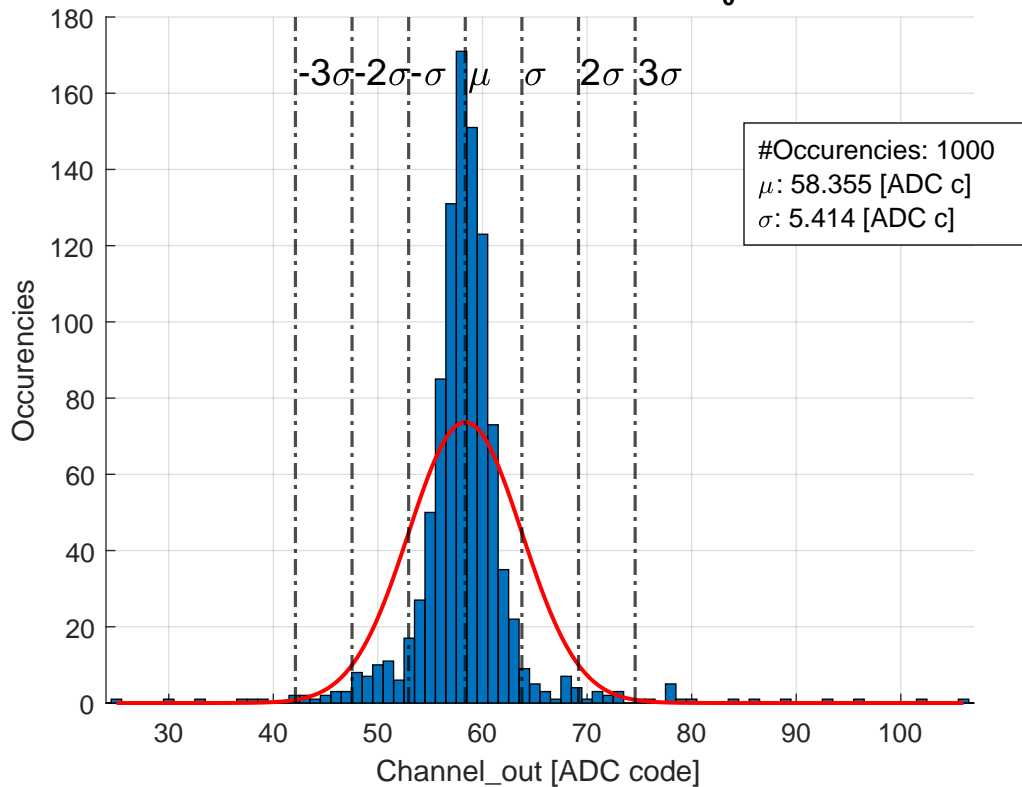 180
160
140
120
100
80
60
40
20
0
-3σ -2σ -σ μ σ 2σ 3σ
#Occurencies: 1000
μ: 58.355 [ADC c]
σ: 5.414 [ADC c]
Occurencies
30 40 50 60 70 80 90 100
Channel_out [ADC code]